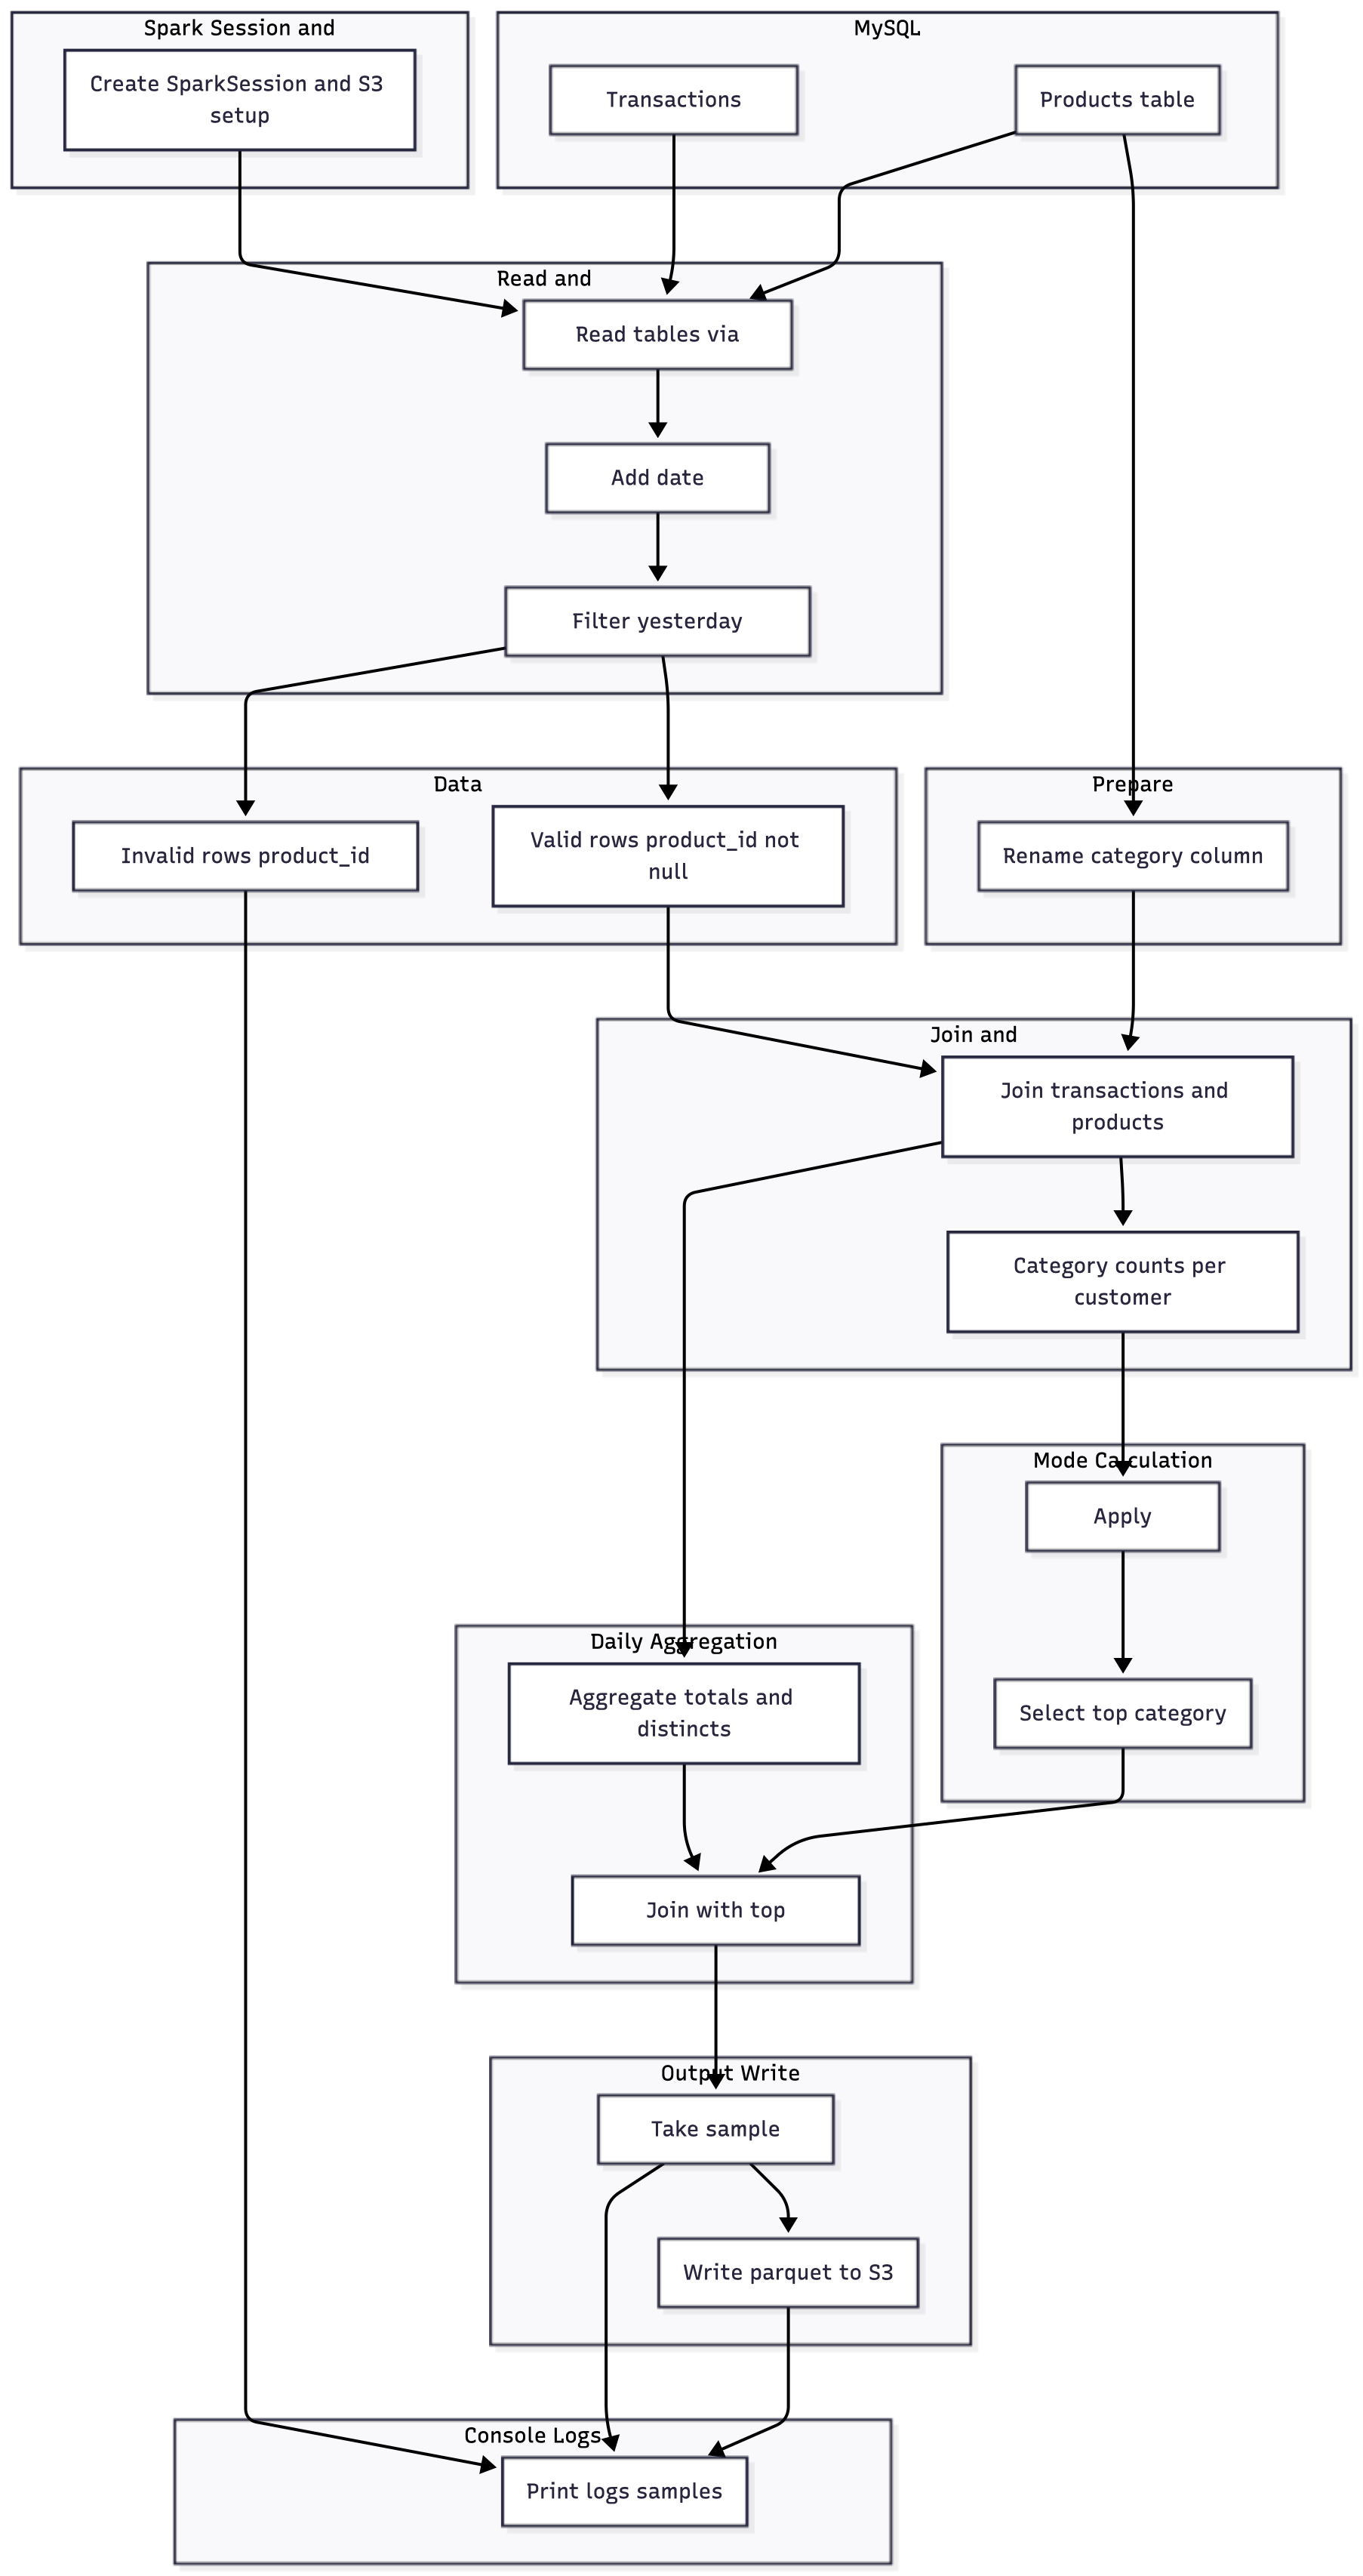 Spark Session and
Create SparkSession and S3
setup
MySQL
Transactions
Products table
Read and
Read tables via
Add date
Filter yesterday
Data
Invalid rows product_id
Valid rows product_id not
null
Prepare
Rename category column
Join and
Join transactions and
products
Category counts per
customer
Mode Calculation
Apply
Select top category
Daily Aggregation
Aggregate totals and
distincts
Join with top
Output Write
Take sample
Write parquet to S3
Console Logs
Print logs samples